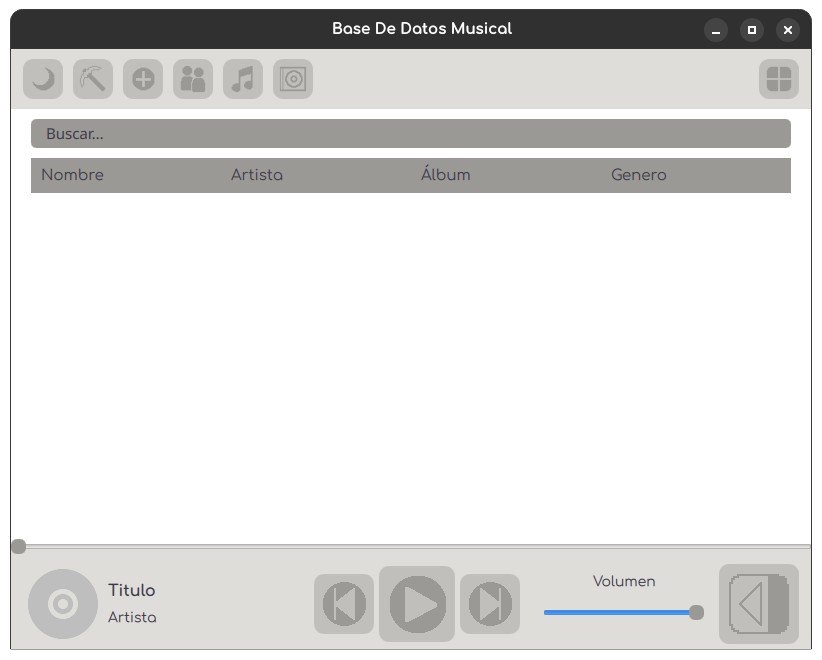 Base De Datos Musical
Buscar...
Nombre Artista Álbum Genero
Titulo
Artista
Volumen